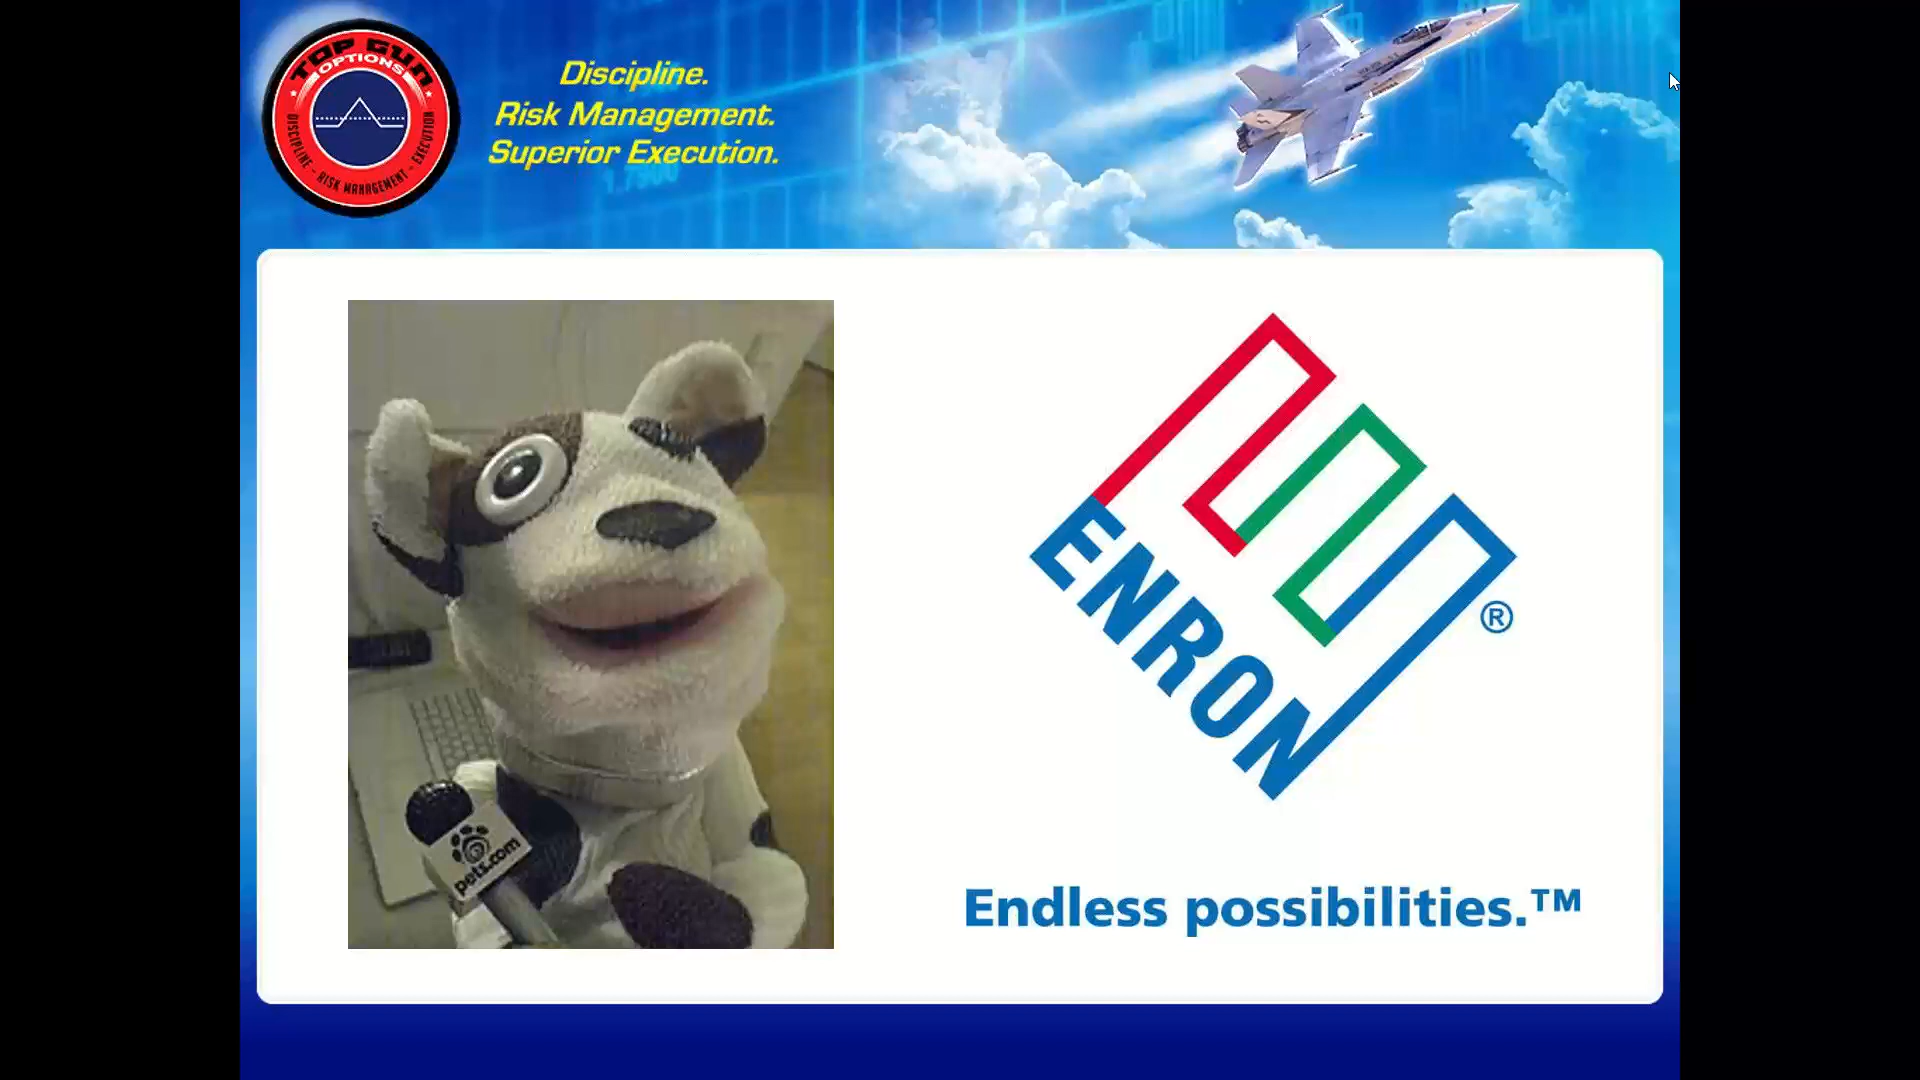 TOP GUN
OPTIONS
DISCIPLINE - RISK MANAGEMENT - EXECUTION
Discipline.
Risk Management.
Superior Execution.
pets.com
ENRON
®
Endless possibilities.™